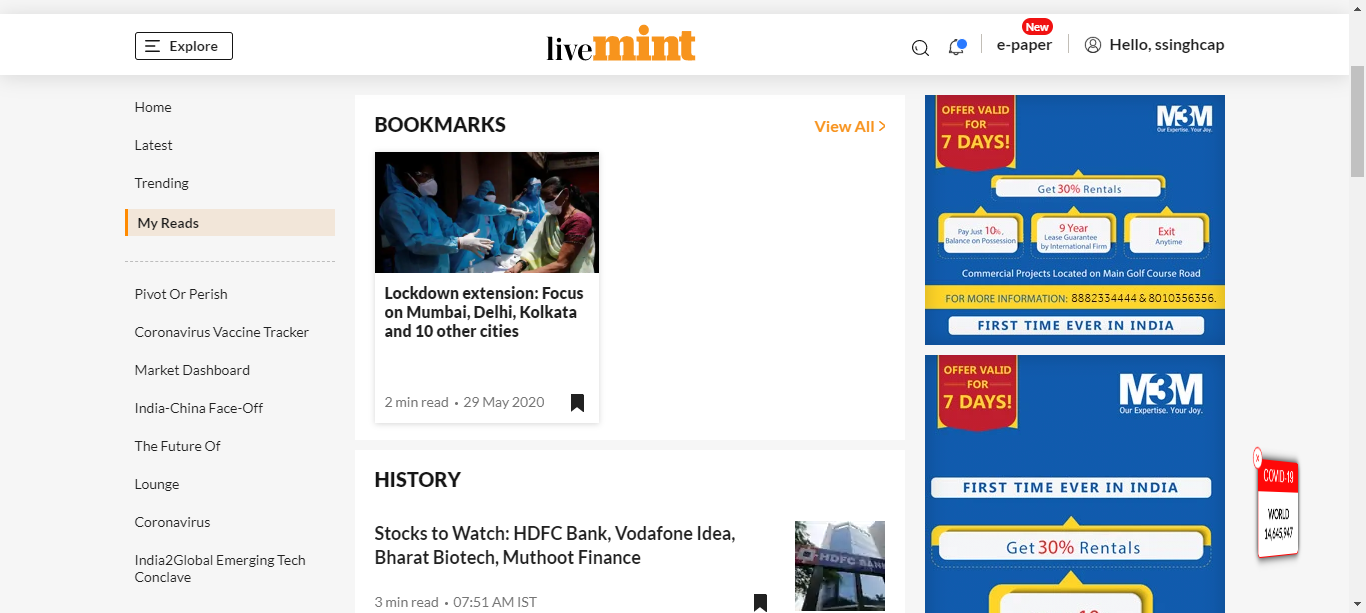 Explore
livemint
New
e-paper
Hello, ssinghcap
Home
Latest
Trending
My Reads
Pivot Or Perish
Coronavirus Vaccine Tracker
Market Dashboard
India-China Face-Off
The Future Of
Lounge
Coronavirus
India2Global Emerging Tech
Conclave
BOOKMARKS
View All >
Lockdown extension: Focus
on Mumbai, Delhi, Kolkata
and 10 other cities
2 min read • 29 May 2020
HISTORY
Stocks to Watch: HDFC Bank, Vodafone Idea,
Bharat Biotech, Muthoot Finance
3 min read • 07:51 AM IST
HDFC BANK
OFFER VALID
FOR
7 DAYS!
M3M
Our Expertise. Your Joy.
Get 30% Rentals
Pay Just 10%,
Balance on Possession
9 Year
Lease Guarantee
by International Firm
Exit
Anytime
Commercial Projects Located on Main Golf Course Road
FOR MORE INFORMATION: 8882334444 & 8010356356.
FIRST TIME EVER IN INDIA
OFFER VALID
FOR
7 DAYS!
M3M
Our Expertise. Your Joy.
FIRST TIME EVER IN INDIA
Get 30% Rentals
X
COVID-19
WORLD
14,645,947